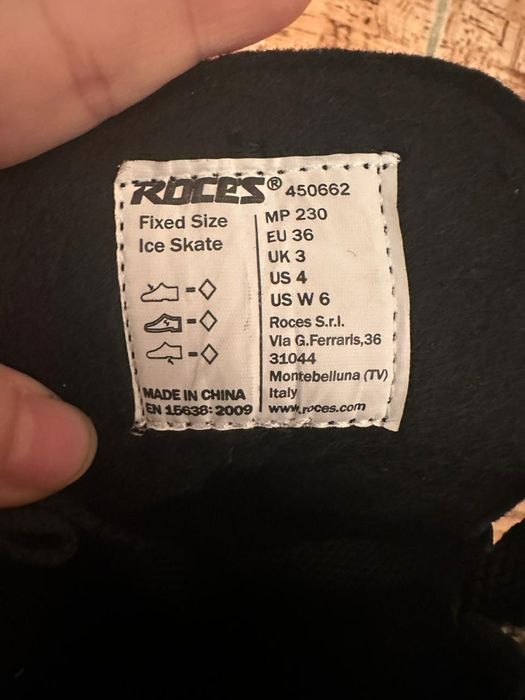 ROCES® 450662
Fixed Size
Ice Skate
MP 230
EU 36
UK 3
US 4
US W 6
Roces S.r.l.
Via G.Ferraris,36
31044
Montebelluna (TV)
Italy
www.roces.com
MADE IN CHINA
EN 15638: 2009